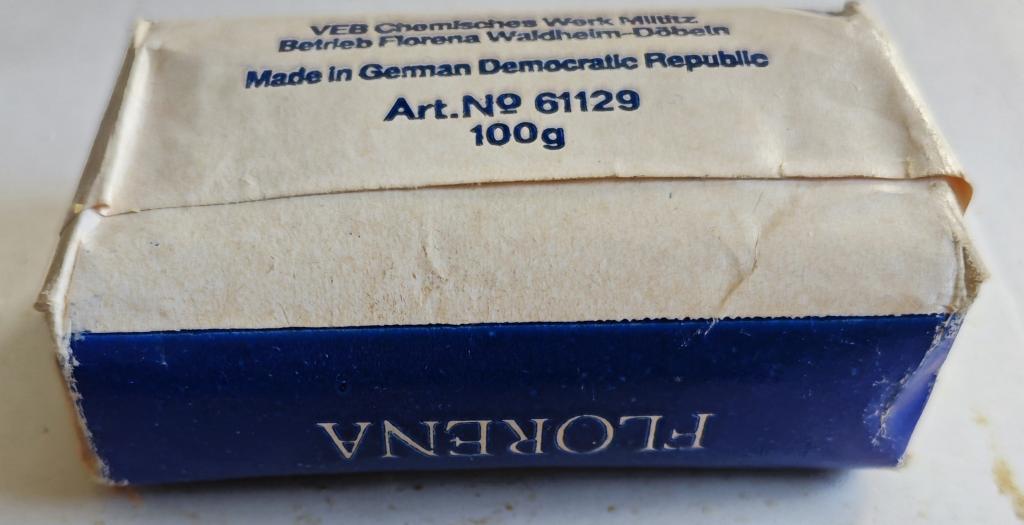 VEB Chemisches Werk Miltitz
Betrieb Florena Waldheim-Döbeln
Made in German Democratic Republic
Art.Nº 61129
100g
FLORENA